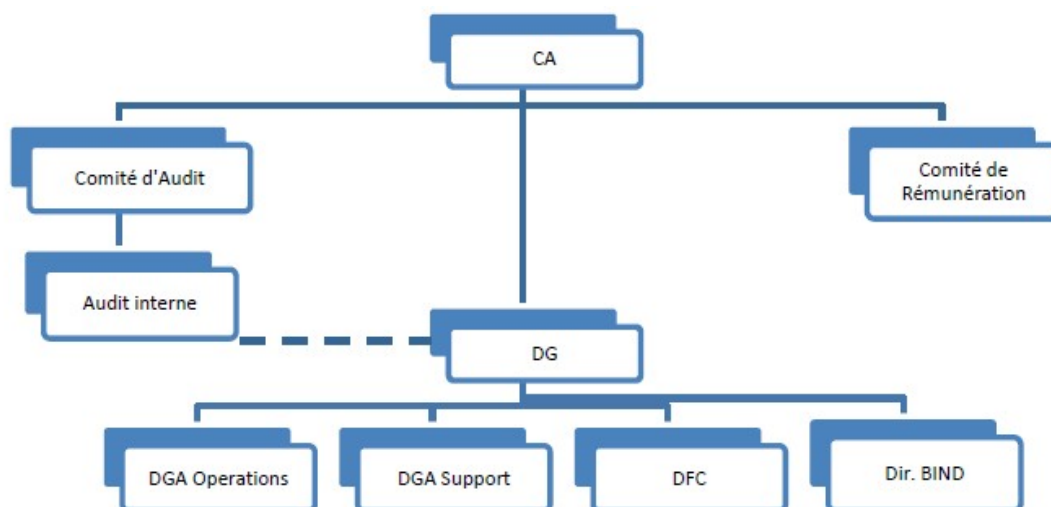 CA
Comité d'Audit
Comité de
Rémunération
Audit interne
DG
DGA Operations
DGA Support
DFC
Dir. BIND